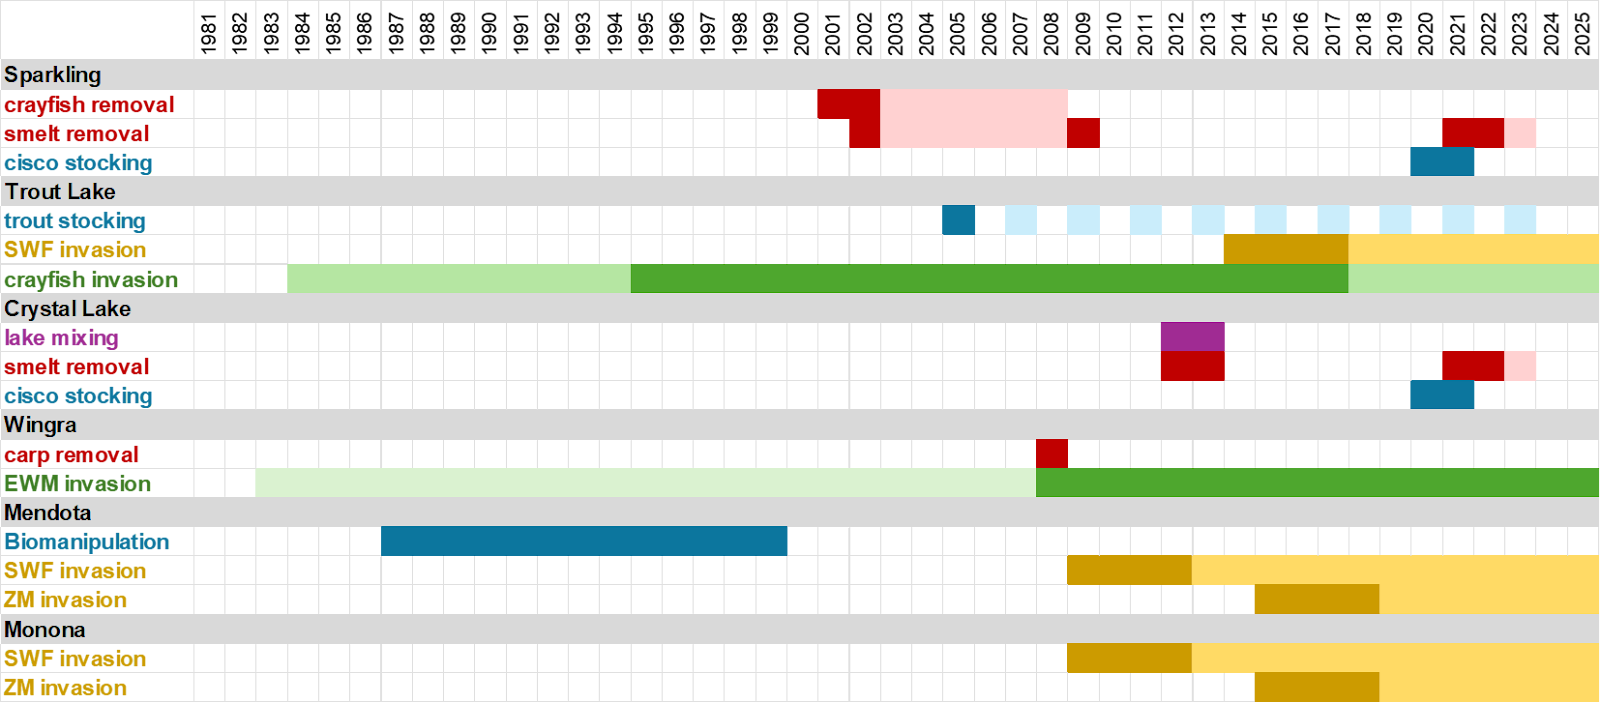 1981 1982 1983 1984 1985 1986 1987 1988 1989 1990 1991 1992 1993 1994 1995 1996 1997 1998 1999 2000 2001 2002 2003 2004 2005 2006 2007 2008 2009 2010 2011 2012 2013 2014 2015 2016 2017 2018 2019 2020 2021 2022 2023 2024 2025
Sparkling
crayfish removal
smelt removal
cisco stocking
Trout Lake
trout stocking
SWF invasion
crayfish invasion
Crystal Lake
lake mixing
smelt removal
cisco stocking
Wingra
carp removal
EWM invasion
Mendota
Biomanipulation
SWF invasion
ZM invasion
Monona
SWF invasion
ZM invasion